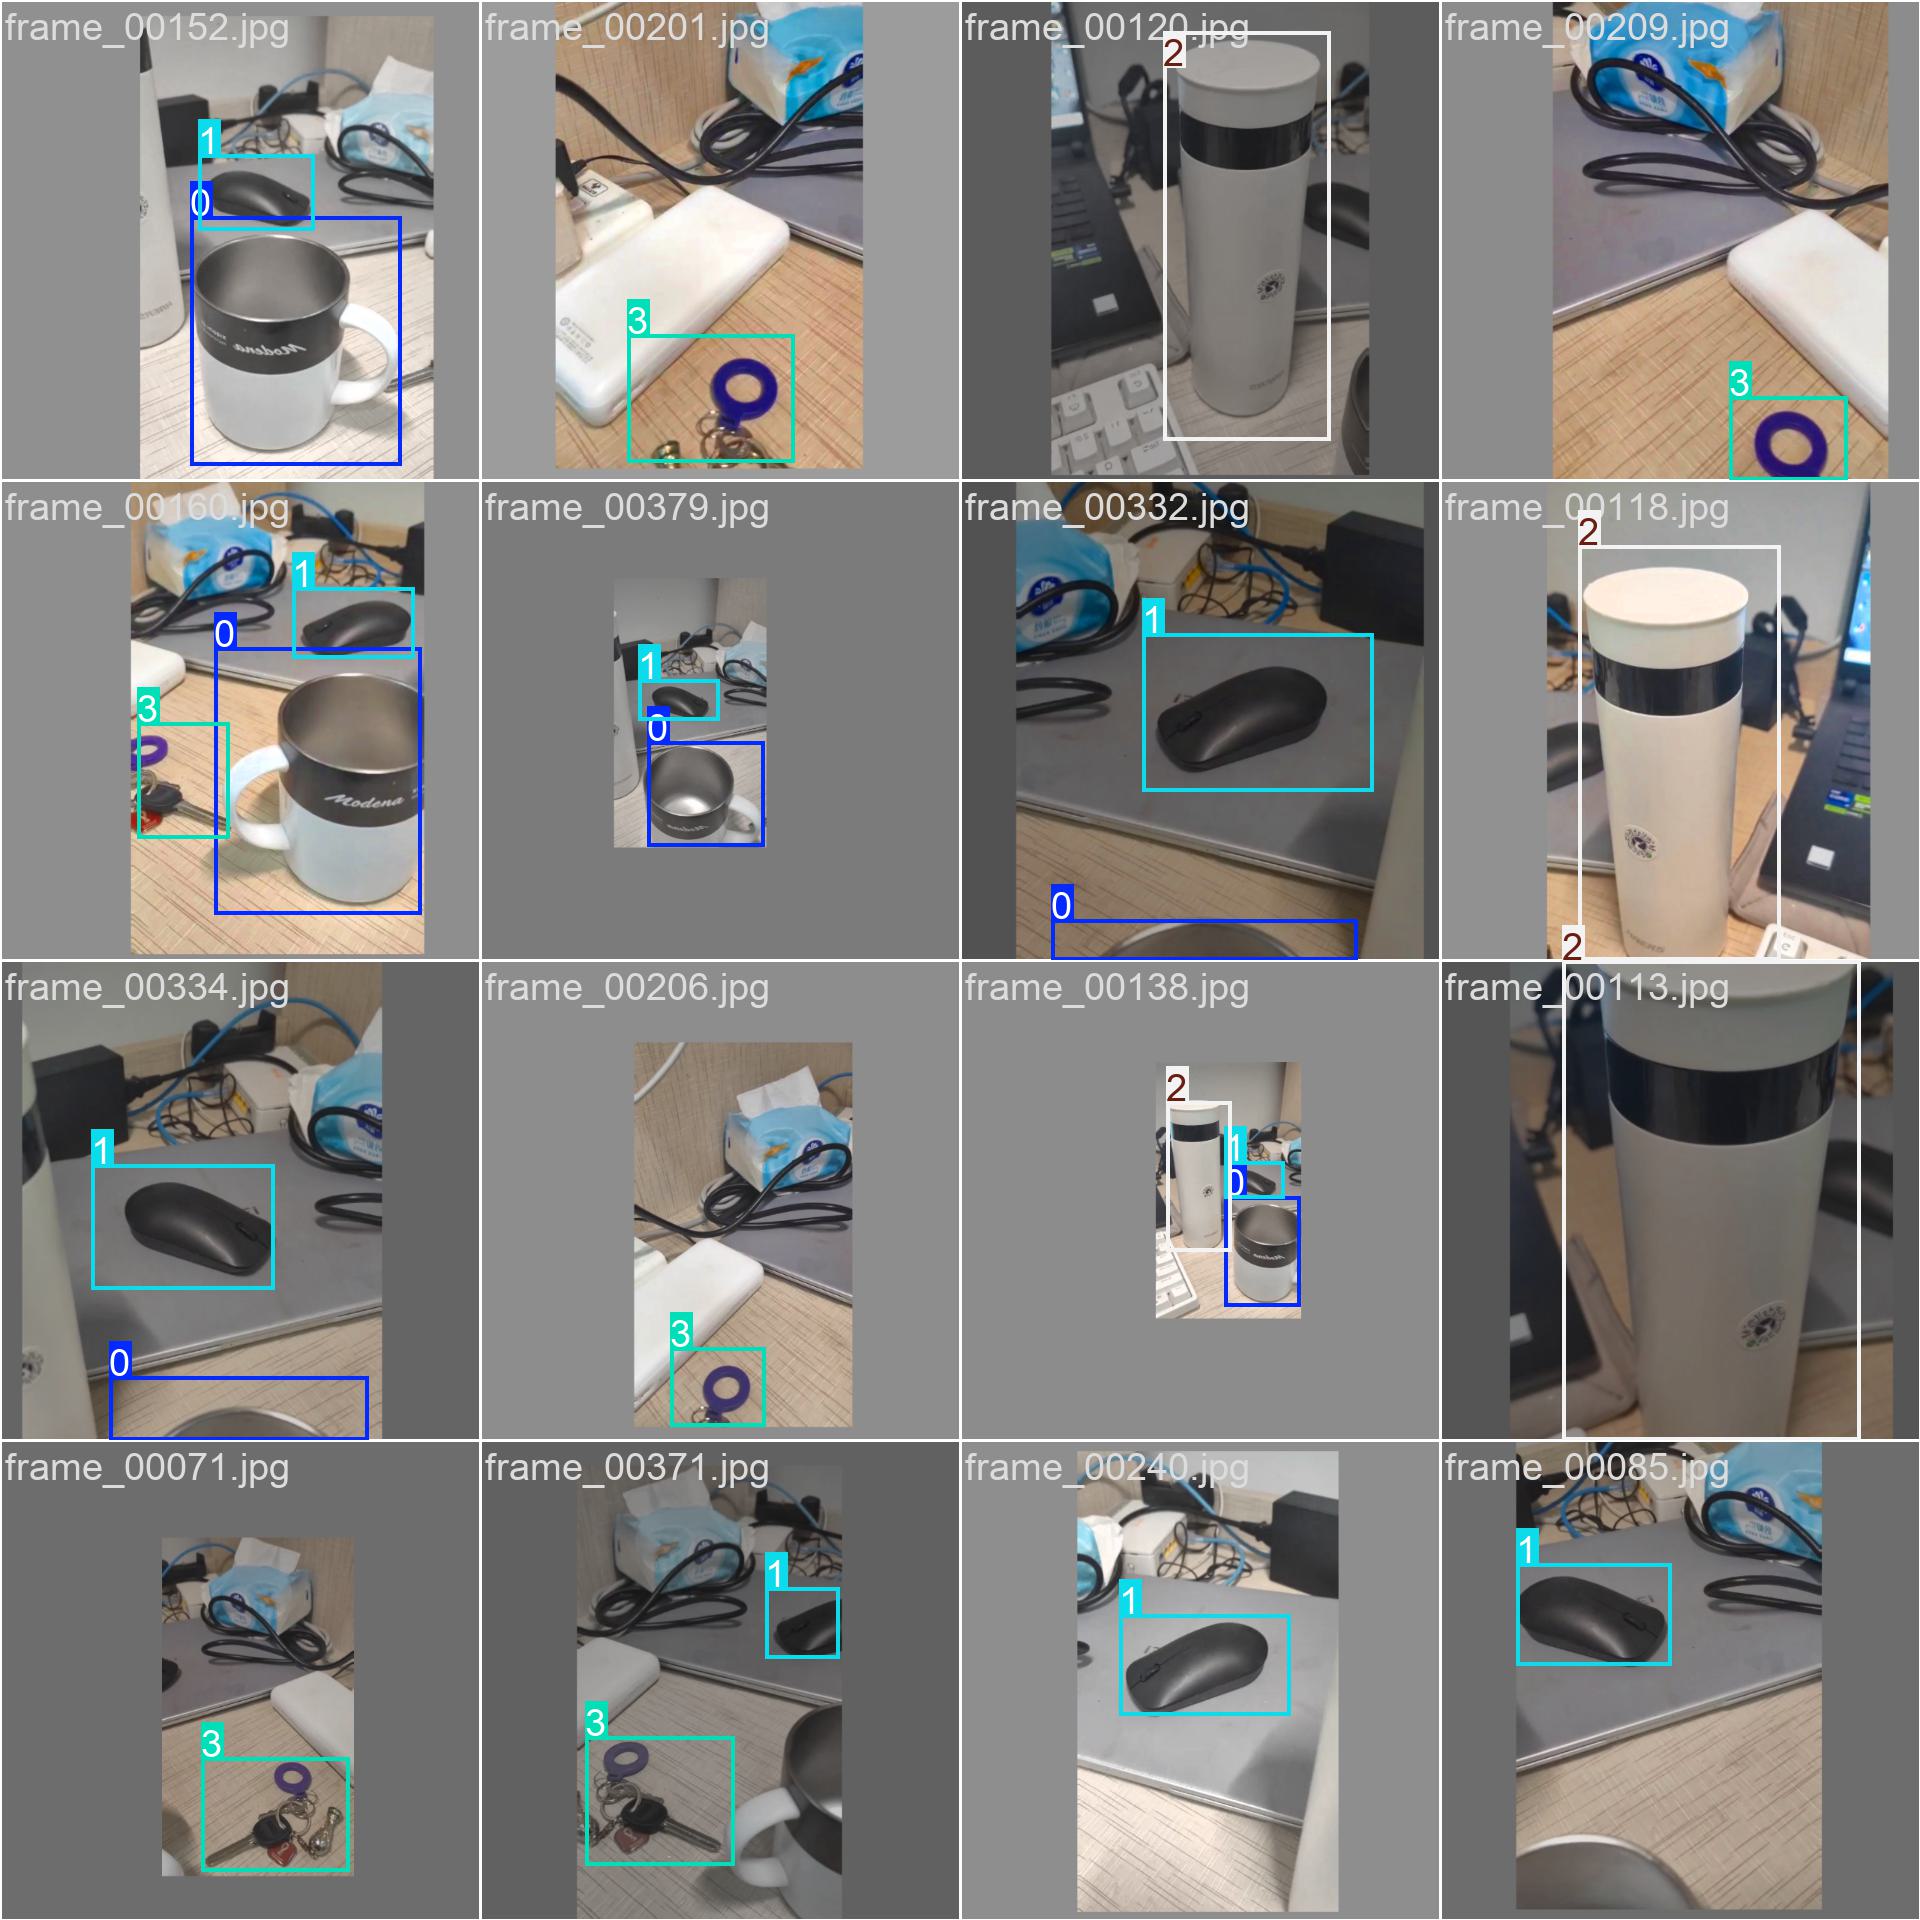 frame_00152.jpg
1
0
Modena
frame_00201.jpg
3
frame_00120.jpg
2
frame_00209.jpg
3
frame_00160.jpg
1
0
3
Modena
frame_00379.jpg
1
0
Modena
frame_00332.jpg
1
0
frame_00118.jpg
2
frame_00334.jpg
1
0
frame_00206.jpg
3
frame_00138.jpg
2
1
0
frame_00113.jpg
2
frame_00071.jpg
3
frame_00371.jpg
1
3
frame_00240.jpg
1
frame_00085.jpg
1